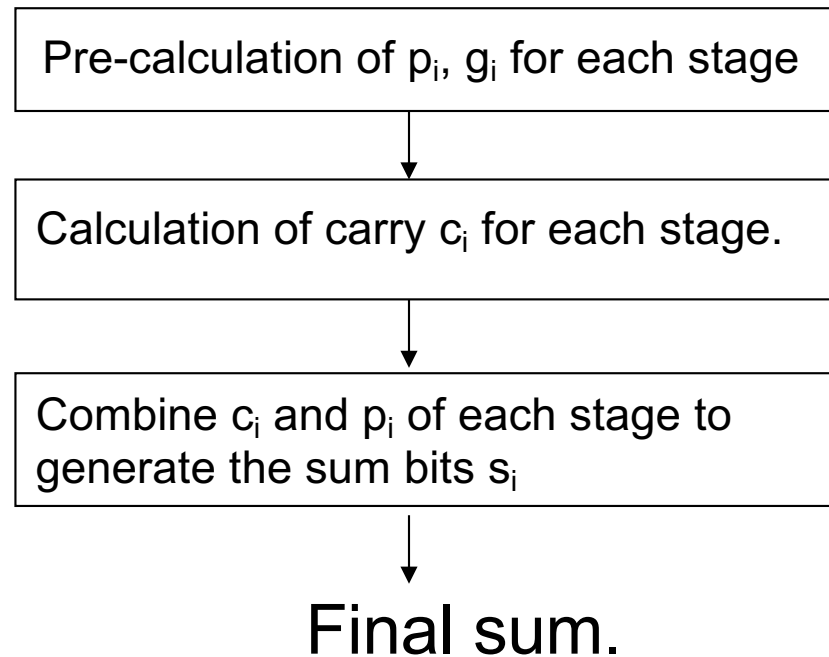 Pre-calculation of pᵢ, gᵢ for each stage
Calculation of carry cᵢ for each stage.
Combine cᵢ and pᵢ of each stage to
generate the sum bits sᵢ
Final sum.